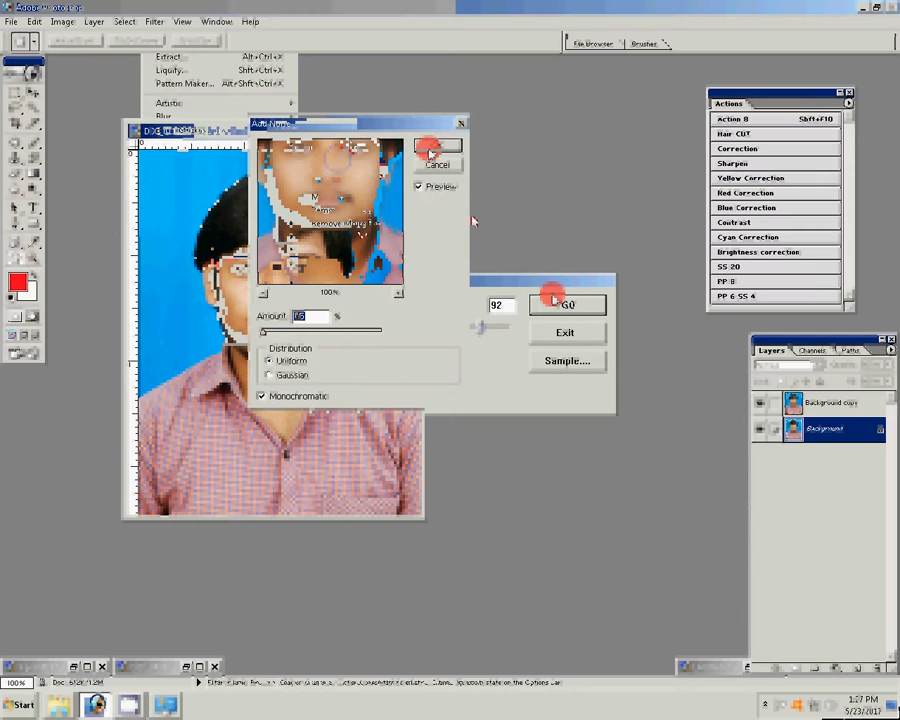 Adobe Photoshop
File Edit Image Layer Select Filter View Window Help
File Browser Brushes
Extract... Alt+Ctrl+X
Liquify... Shft+Ctrl+X
Pattern Maker... Alt+Shft+Ctrl+X
Artistic
Blur
Add Noise
Cancel
Preview
100%
Amount: %
Distribution
Uniform
Gaussian
Monochromatic
92
GO
Exit
Sample....
Actions
Action 8 Shft+F10
Hair CUT
Correction
Sharpen
Yellow Correction
Red Correction
Blue Correction
Contrast
Cyan Correction
Brightness correction
SS 20
PP 8
PP 6 SS 4
Layers Channels Paths
Background copy
Background
100%
Start
1:27 PM
5/23/2017